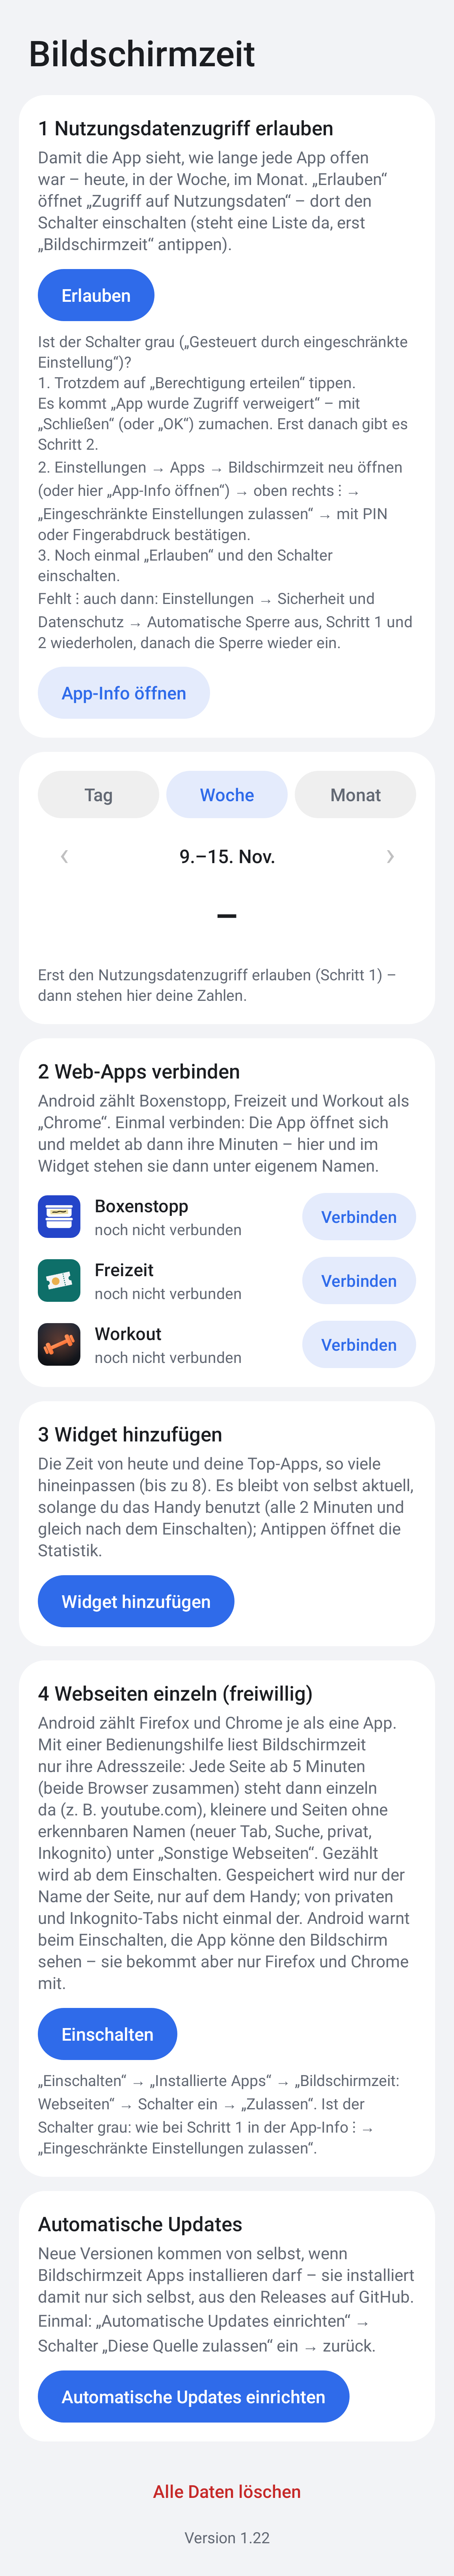 Bildschirmzeit
1 Nutzungsdatenzugriff erlauben
Damit die App sieht, wie lange jede App offen
war – heute, in der Woche, im Monat. „Erlauben“
öffnet „Zugriff auf Nutzungsdaten“ – dort den
Schalter einschalten (steht eine Liste da, erst
„Bildschirmzeit“ antippen).
Erlauben
Ist der Schalter grau („Gesteuert durch eingeschränkte
Einstellung“)?
1. Trotzdem auf „Berechtigung erteilen“ tippen.
Es kommt „App wurde Zugriff verweigert“ – mit
„Schließen“ (oder „OK“) zumachen. Erst danach gibt es
Schritt 2.
2. Einstellungen → Apps → Bildschirmzeit neu öffnen
(oder hier „App-Info öffnen“) → oben rechts ⋮ →
„Eingeschränkte Einstellungen zulassen“ → mit PIN
oder Fingerabdruck bestätigen.
3. Noch einmal „Erlauben“ und den Schalter
einschalten.
Fehlt ⋮ auch dann: Einstellungen → Sicherheit und
Datenschutz → Automatische Sperre aus, Schritt 1 und
2 wiederholen, danach die Sperre wieder ein.
App-Info öffnen
Tag Woche Monat
‹ 9.–15. Nov. ›
–
Erst den Nutzungsdatenzugriff erlauben (Schritt 1) –
dann stehen hier deine Zahlen.
2 Web-Apps verbinden
Android zählt Boxenstopp, Freizeit und Workout als
„Chrome“. Einmal verbinden: Die App öffnet sich
und meldet ab dann ihre Minuten – hier und im
Widget stehen sie dann unter eigenem Namen.
Boxenstopp
noch nicht verbunden
Verbinden
Freizeit
noch nicht verbunden
Verbinden
Workout
noch nicht verbunden
Verbinden
3 Widget hinzufügen
Die Zeit von heute und deine Top-Apps, so viele
hineinpassen (bis zu 8). Es bleibt von selbst aktuell,
solange du das Handy benutzt (alle 2 Minuten und
gleich nach dem Einschalten); Antippen öffnet die
Statistik.
Widget hinzufügen
4 Webseiten einzeln (freiwillig)
Android zählt Firefox und Chrome je als eine App.
Mit einer Bedienungshilfe liest Bildschirmzeit
nur ihre Adresszeile: Jede Seite ab 5 Minuten
(beide Browser zusammen) steht dann einzeln
da (z. B. youtube.com), kleinere und Seiten ohne
erkennbaren Namen (neuer Tab, Suche, privat,
Inkognito) unter „Sonstige Webseiten“. Gezählt
wird ab dem Einschalten. Gespeichert wird nur der
Name der Seite, nur auf dem Handy; von privaten
und Inkognito-Tabs nicht einmal der. Android warnt
beim Einschalten, die App könne den Bildschirm
sehen – sie bekommt aber nur Firefox und Chrome
mit.
Einschalten
„Einschalten“ → „Installierte Apps“ → „Bildschirmzeit:
Webseiten“ → Schalter ein → „Zulassen“. Ist der
Schalter grau: wie bei Schritt 1 in der App-Info ⋮ →
„Eingeschränkte Einstellungen zulassen“.
Automatische Updates
Neue Versionen kommen von selbst, wenn
Bildschirmzeit Apps installieren darf – sie installiert
damit nur sich selbst, aus den Releases auf GitHub.
Einmal: „Automatische Updates einrichten“ →
Schalter „Diese Quelle zulassen“ ein → zurück.
Automatische Updates einrichten
Alle Daten löschen
Version 1.22